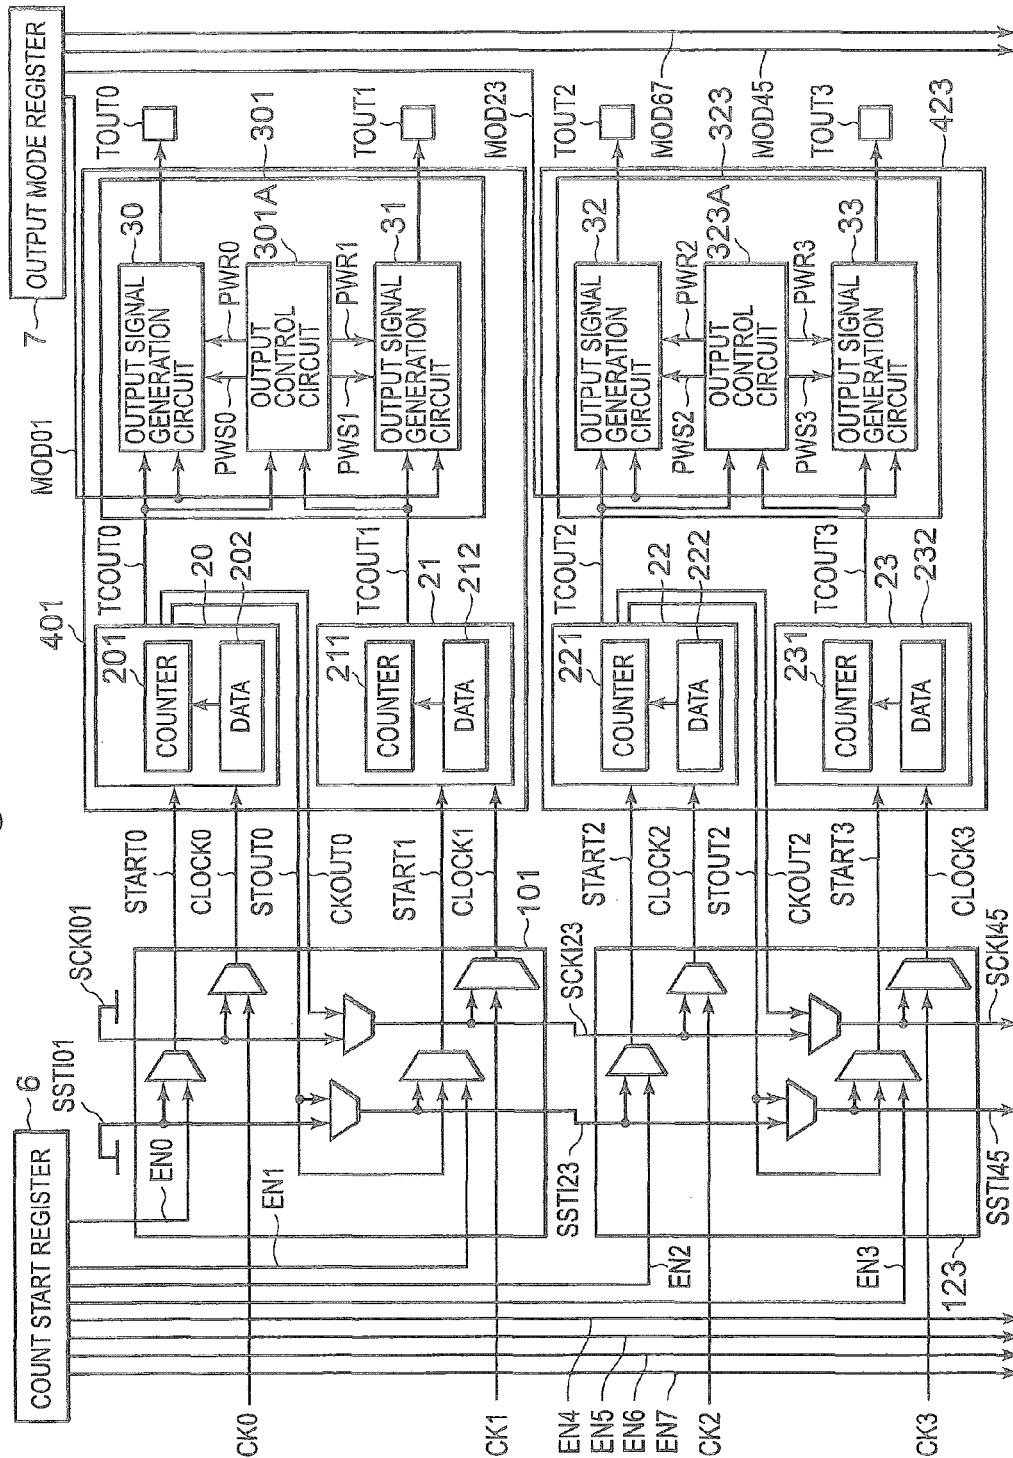 COUNT START REGISTER
6
OUTPUT MODE REGISTER
7
SSTI01
SCKI01
EN0
EN1
START0
CLOCK0
STOUT0
CKOUT0
START1
CLOCK1
101
401
201
COUNTER
DATA
20
202
TCOUT0
211
COUNTER
DATA
21
212
TCOUT1
MOD01
OUTPUT SIGNAL
GENERATION
CIRCUIT
30
PWS0
PWR0
OUTPUT
CONTROL
CIRCUIT
301A
PWS1
PWR1
OUTPUT SIGNAL
GENERATION
CIRCUIT
31
301
TOUT0
TOUT1
MOD23
CK0
CK1
EN4
EN5
EN6
EN7
CK2
CK3
SSTI23
SCKI23
EN2
EN3
123
START2
CLOCK2
STOUT2
CKOUT2
START3
CLOCK3
SSTI45
SCKI45
221
COUNTER
DATA
22
222
TCOUT2
231
COUNTER
DATA
23
232
TCOUT3
OUTPUT SIGNAL
GENERATION
CIRCUIT
32
PWS2
PWR2
OUTPUT
CONTROL
CIRCUIT
323A
PWS3
PWR3
OUTPUT SIGNAL
GENERATION
CIRCUIT
33
323
423
TOUT2
TOUT3
MOD67
MOD45